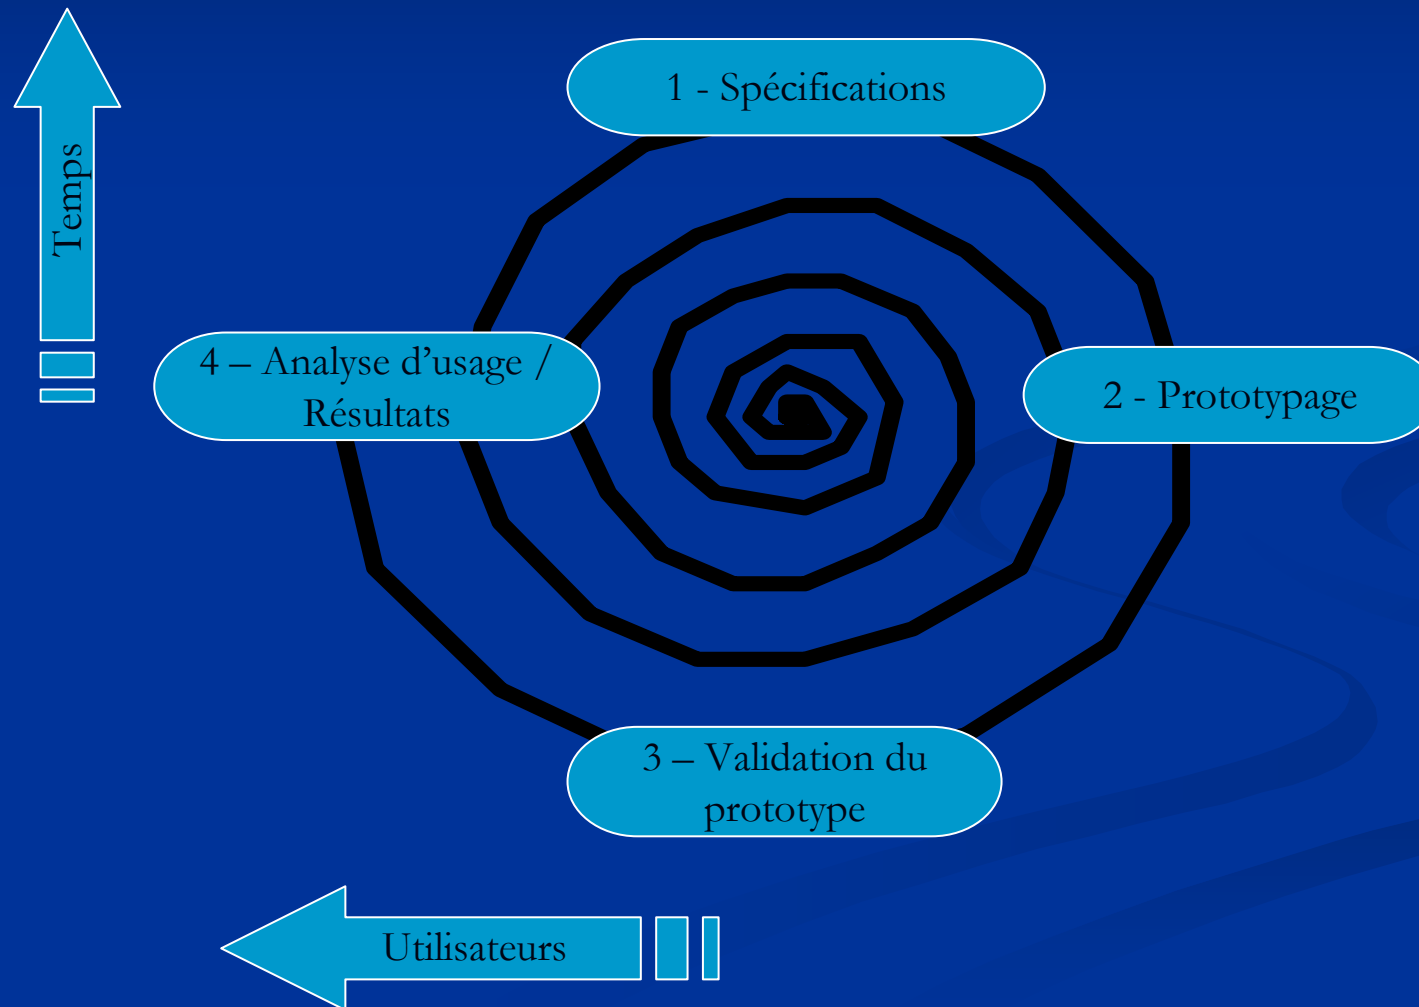 1 - Spécifications
Temps
4 – Analyse d’usage /
Résultats
2 - Prototypage
3 – Validation du
prototype
Utilisateurs